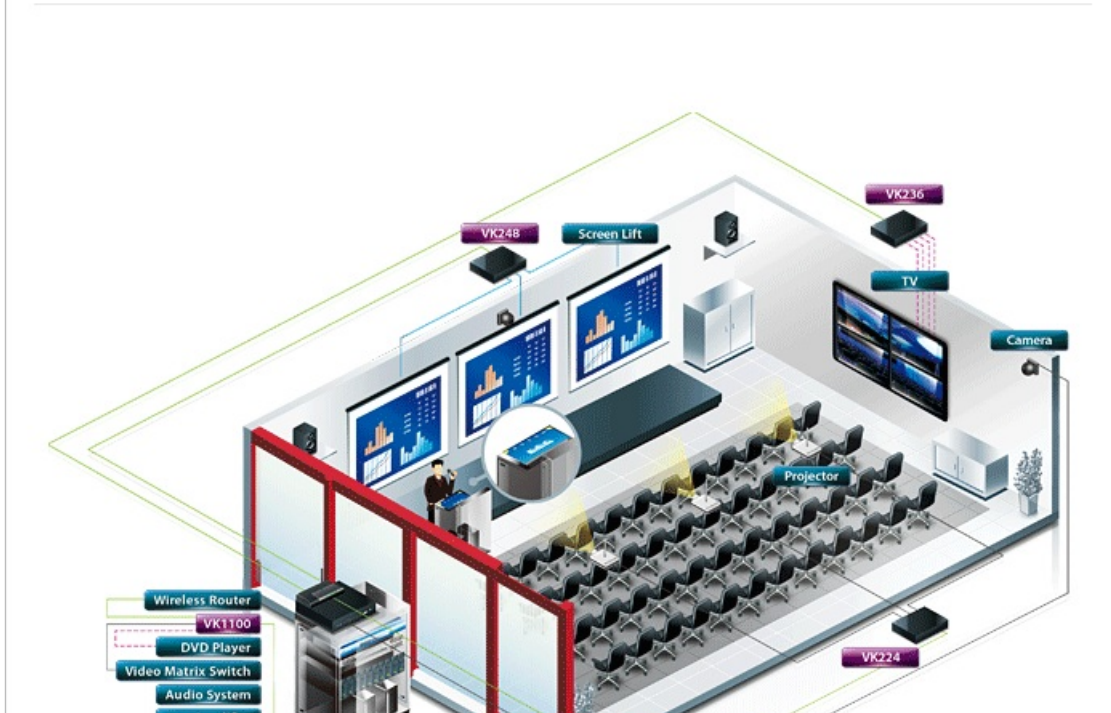 VK236
VK248
Screen Lift
TV
Camera
Projector
Wireless Router
VK1100
DVD Player
VK224
Video Matrix Switch
Audio System